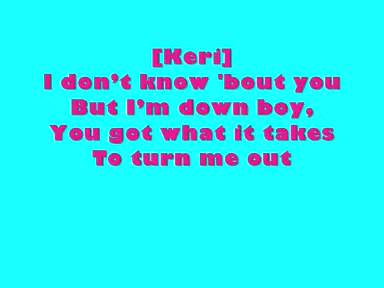 [Keri]
I don’t know 'bout you
But I’m down boy,
You got what it takes
To turn me out